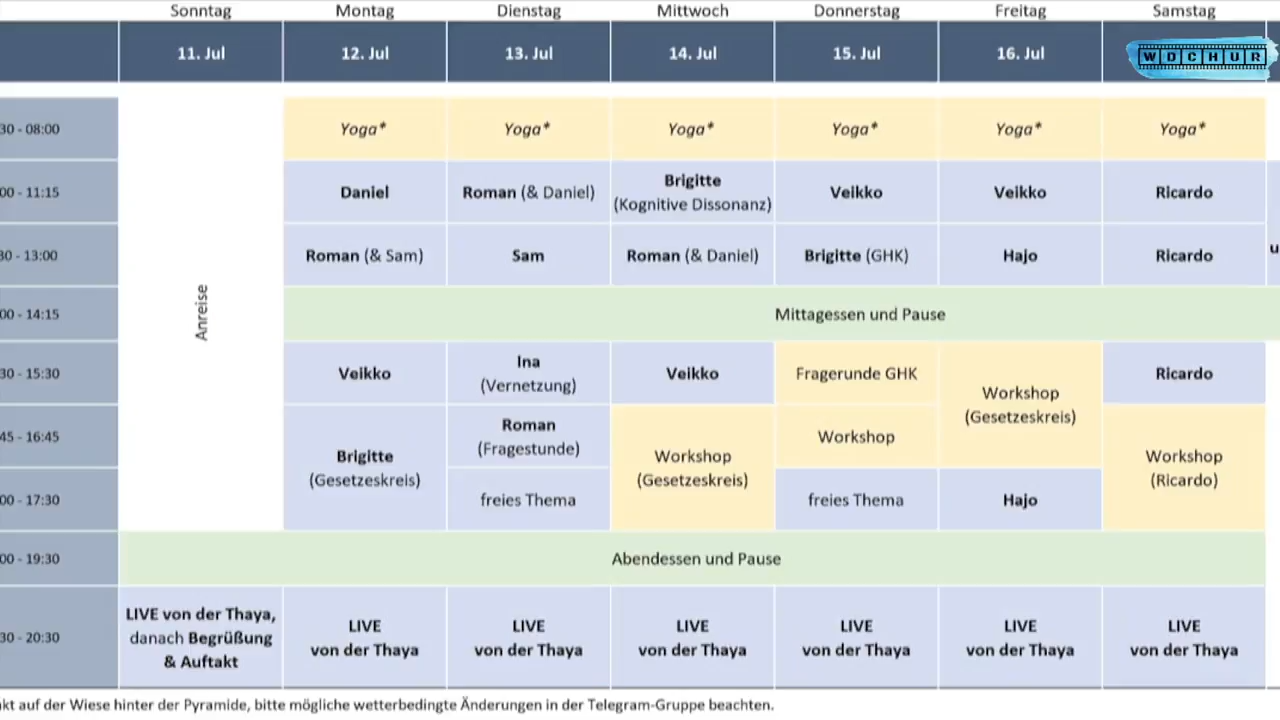 Sonntag Montag Dienstag Mittwoch Donnerstag Freitag Samstag
11. Jul 12. Jul 13. Jul 14. Jul 15. Jul 16. Jul WDCHUR
30 - 08:00 Yoga* Yoga* Yoga* Yoga* Yoga* Yoga*
00 - 11:15 Daniel Roman (& Daniel) Brigitte (Kognitive Dissonanz) Veikko Veikko Ricardo
30 - 13:00 Roman (& Sam) Sam Roman (& Daniel) Brigitte (GHK) Hajo Ricardo u
Anreise
00 - 14:15 Mittagessen und Pause
30 - 15:30 Veikko Ina (Vernetzung) Veikko Fragerunde GHK Workshop (Gesetzeskreis) Ricardo
45 - 16:45 Brigitte (Gesetzeskreis) Roman (Fragestunde) Workshop (Gesetzeskreis) Workshop Workshop (Ricardo)
00 - 17:30 freies Thema freies Thema Hajo
00 - 19:30 Abendessen und Pause
30 - 20:30 LIVE von der Thaya, danach Begrüßung & Auftakt LIVE von der Thaya LIVE von der Thaya LIVE von der Thaya LIVE von der Thaya LIVE von der Thaya LIVE von der Thaya
kt auf der Wiese hinter der Pyramide, bitte mögliche wetterbedingte Änderungen in der Telegram-Gruppe beachten.